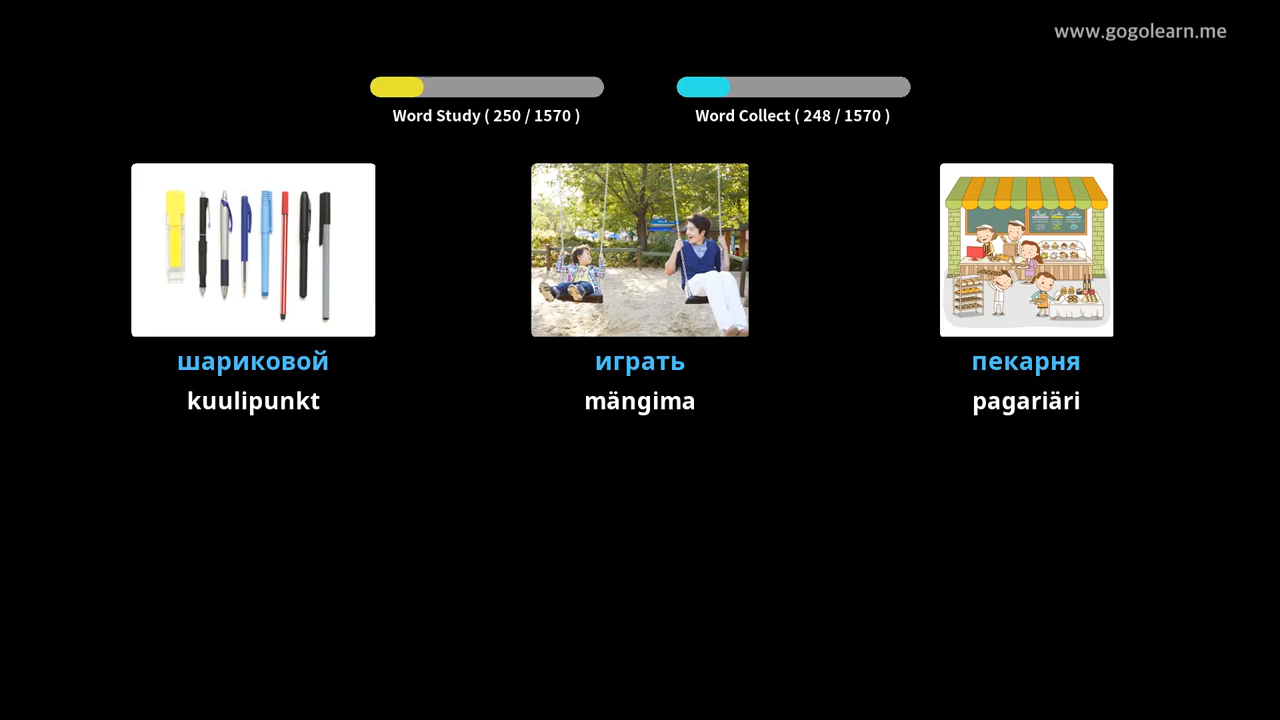 www.gogolearn.me
Word Study ( 250 / 1570 )
Word Collect ( 248 / 1570 )
шариковой
играть
пекарня
kuulipunkt
mängima
pagariäri